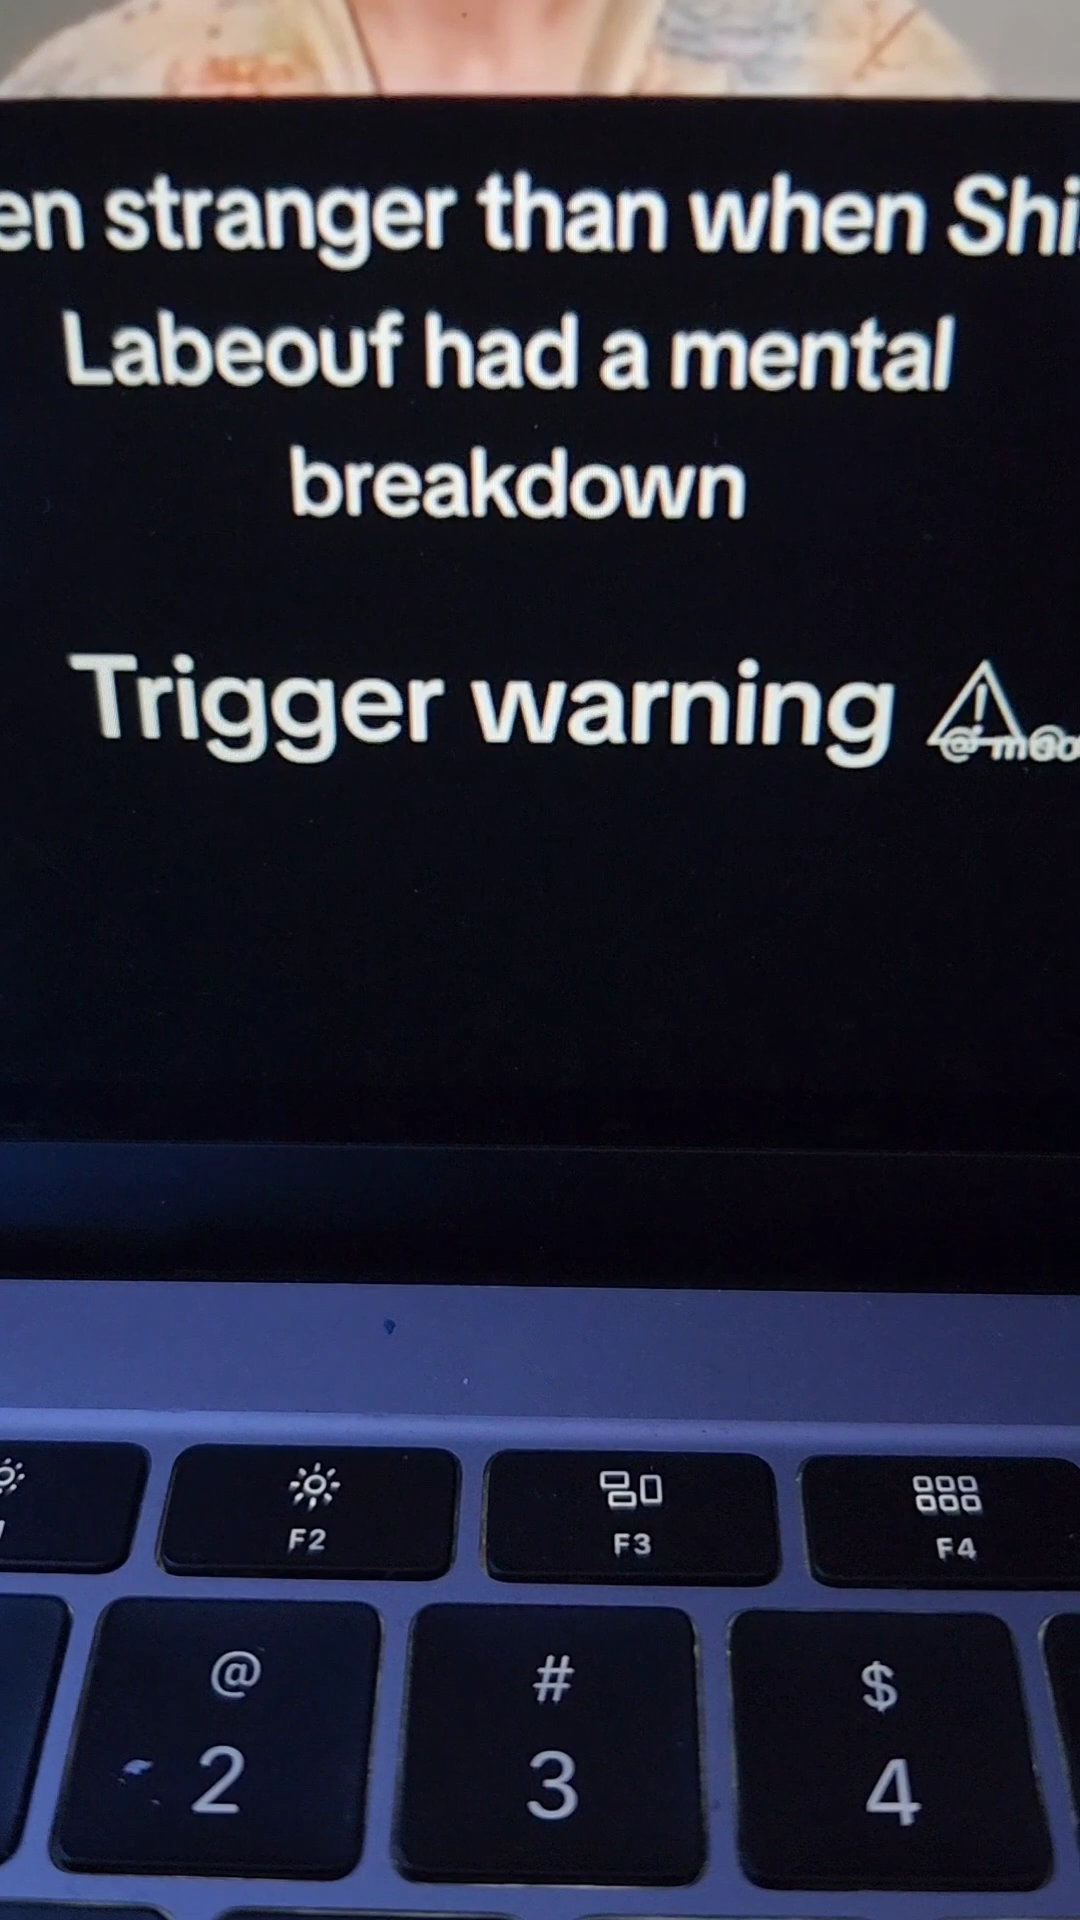 en stranger than when Shi
Labeouf had a mental
breakdown
Trigger warning ⚠
F2
F3
F4
@
#
$
2
3
4